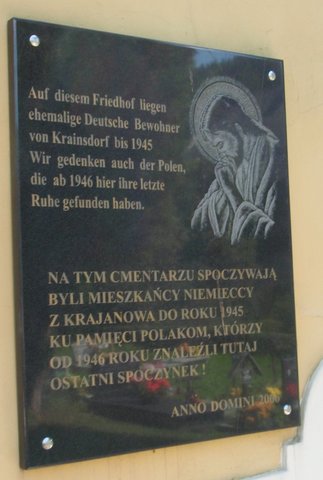 Auf diesem Friedhof liegen
ehemalige Deutsche Bewohner
von Krainsdorf bis 1945
Wir gedenken auch der Polen,
die ab 1946 hier ihre letzte
Ruhe gefunden haben.
NA TYM CMENTARZU SPOCZYWAJĄ
BYLI MIESZKAŃCY NIEMIECCY
Z KRAJANOWA DO ROKU 1945
KU PAMIĘCI POLAKOM, KTÓRZY
OD 1946 ROKU ZNALEŹLI TUTAJ
OSTATNI SPOCZYNEK !
ANNO DOMINI 2000